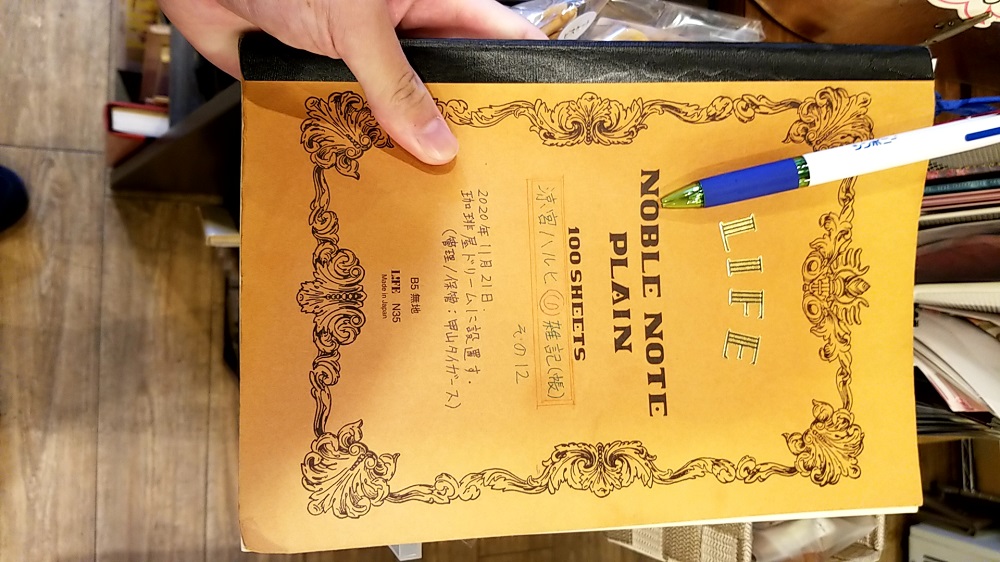 LIFE
NOBLE NOTE
PLAIN
100 SHEETS
涼宮ハルヒの雑記(帳)
その12
2020年11月21日.
珈琲屋ドリームに設置す.
(管理/保管:甲山タイガース)
B5 無地
LIFE N35
Made in Japan